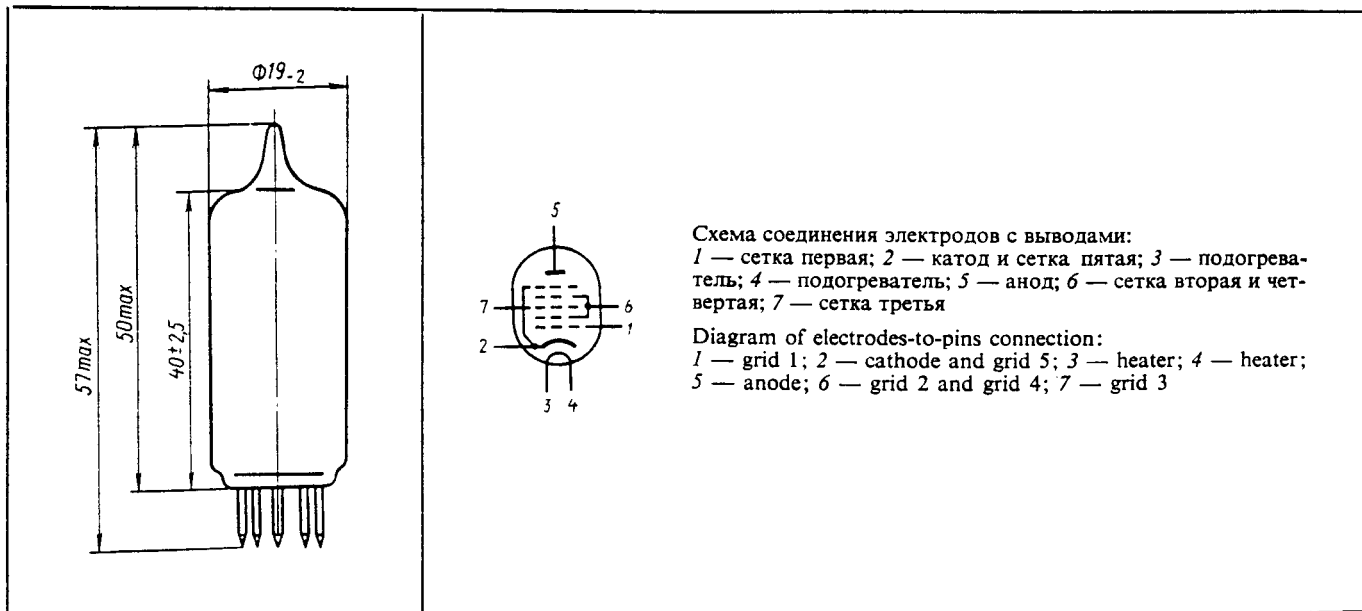 Ф19-2
57max
50max
40±2,5
5
7
6
1
2
3 4
Схема соединения электродов с выводами:
1 — сетка первая; 2 — катод и сетка пятая; 3 — подогрева-
тель; 4 — подогреватель; 5 — анод; 6 — сетка вторая и чет-
вертая; 7 — сетка третья
Diagram of electrodes-to-pins connection:
1 — grid 1; 2 — cathode and grid 5; 3 — heater; 4 — heater;
5 — anode; 6 — grid 2 and grid 4; 7 — grid 3